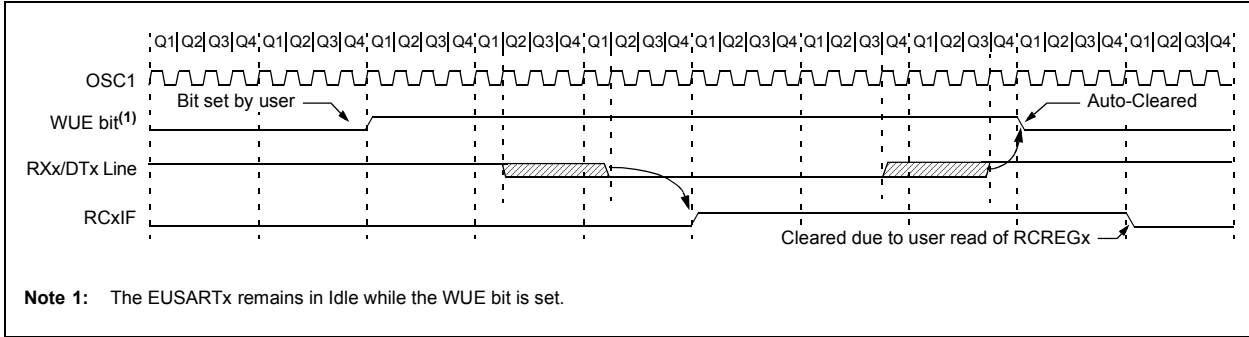 Q1 Q2 Q3 Q4 Q1 Q2 Q3 Q4 Q1 Q2 Q3 Q4 Q1 Q2 Q3 Q4 Q1 Q2 Q3 Q4 Q1 Q2 Q3 Q4 Q1 Q2 Q3 Q4 Q1 Q2 Q3 Q4 Q1 Q2 Q3 Q4 Q1 Q2 Q3 Q4
OSC1
Bit set by user
Auto-Cleared
WUE bit(1)
RXx/DTx Line
RCxIF
Cleared due to user read of RCREGx
Note 1: The EUSARTx remains in Idle while the WUE bit is set.